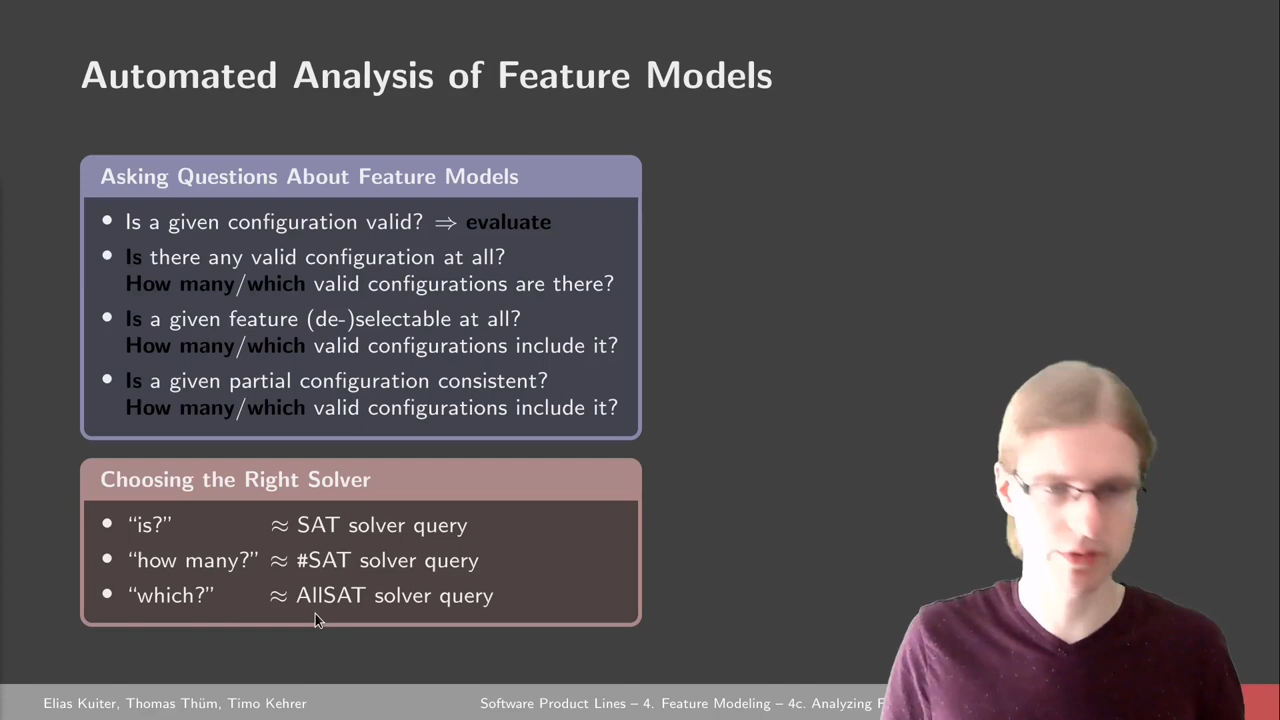 Automated Analysis of Feature Models
Asking Questions About Feature Models
• Is a given configuration valid? ⇒ evaluate
• Is there any valid configuration at all?
How many/which valid configurations are there?
• Is a given feature (de-)selectable at all?
How many/which valid configurations include it?
• Is a given partial configuration consistent?
How many/which valid configurations include it?
Choosing the Right Solver
• “is?” ≈ SAT solver query
• “how many?” ≈ #SAT solver query
• “which?” ≈ AllSAT solver query
Elias Kuiter, Thomas Thüm, Timo Kehrer
Software Product Lines – 4. Feature Modeling – 4c. Analyzing